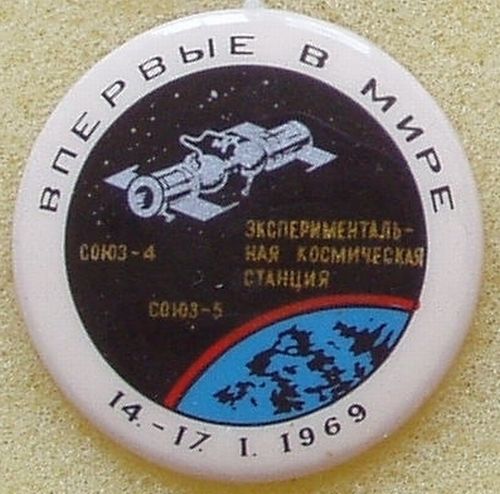 ВПЕРВЫЕ В МИРЕ
СОЮЗ-4
ЭКСПЕРИМЕНТАЛЬ-
НАЯ КОСМИЧЕСКАЯ
СТАНЦИЯ
СОЮЗ-5
14.-17. I. 1969